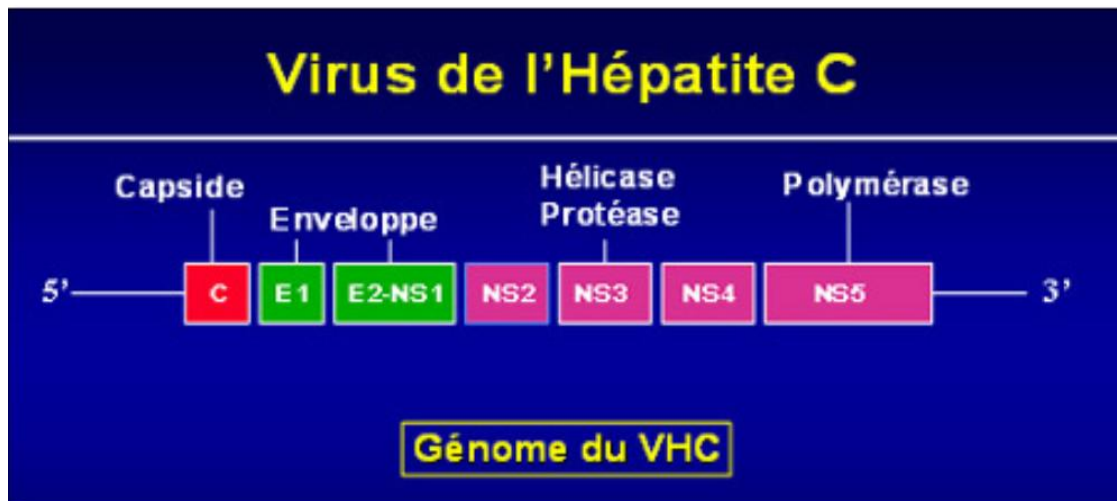 Virus de l'Hépatite C
Capside
Enveloppe
Hélicase
Protéase
Polymérase
5' C E1 E2-NS1 NS2 NS3 NS4 NS5 3'
Génome du VHC